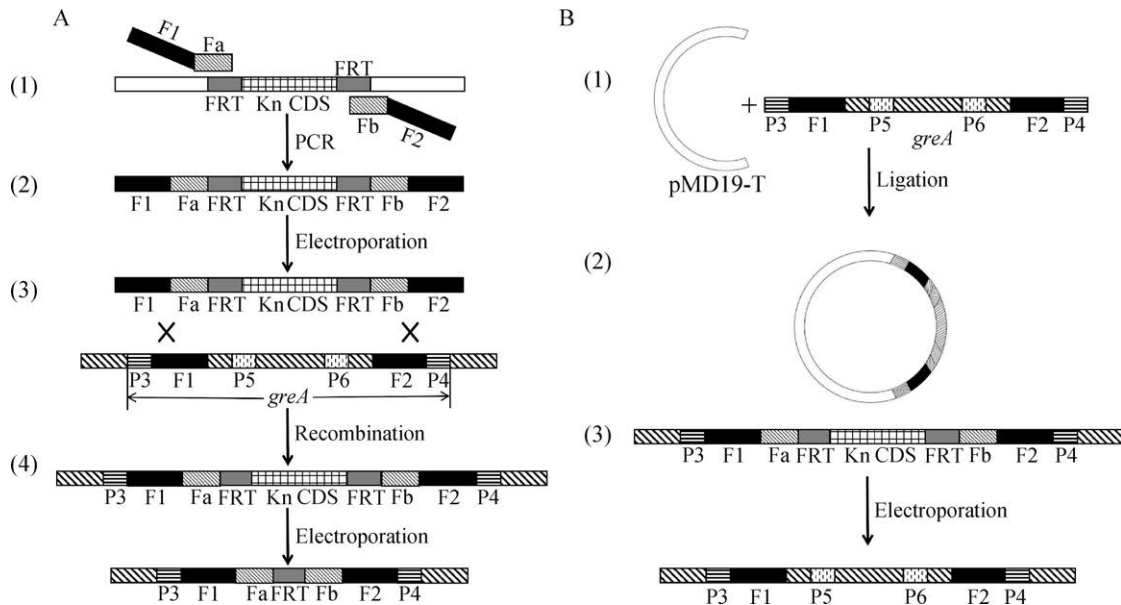 A
F1
Fa
FRT
(1)
FRT Kn CDS
Fb
F2
PCR
(2)
F1 Fa FRT Kn CDS FRT Fb F2
Electroporation
(3)
F1 Fa FRT Kn CDS FRT Fb F2
P3 F1 P5 P6 F2 P4
greA
Recombination
(4)
P3 F1 Fa FRT Kn CDS FRT Fb F2 P4
Electroporation
P3 F1 Fa FRT Fb F2 P4
B
(1)
+
P3 F1 P5 P6 F2 P4
greA
pMD19-T
Ligation
(2)
(3)
P3 F1 Fa FRT Kn CDS FRT Fb F2 P4
Electroporation
P3 F1 P5 P6 F2 P4